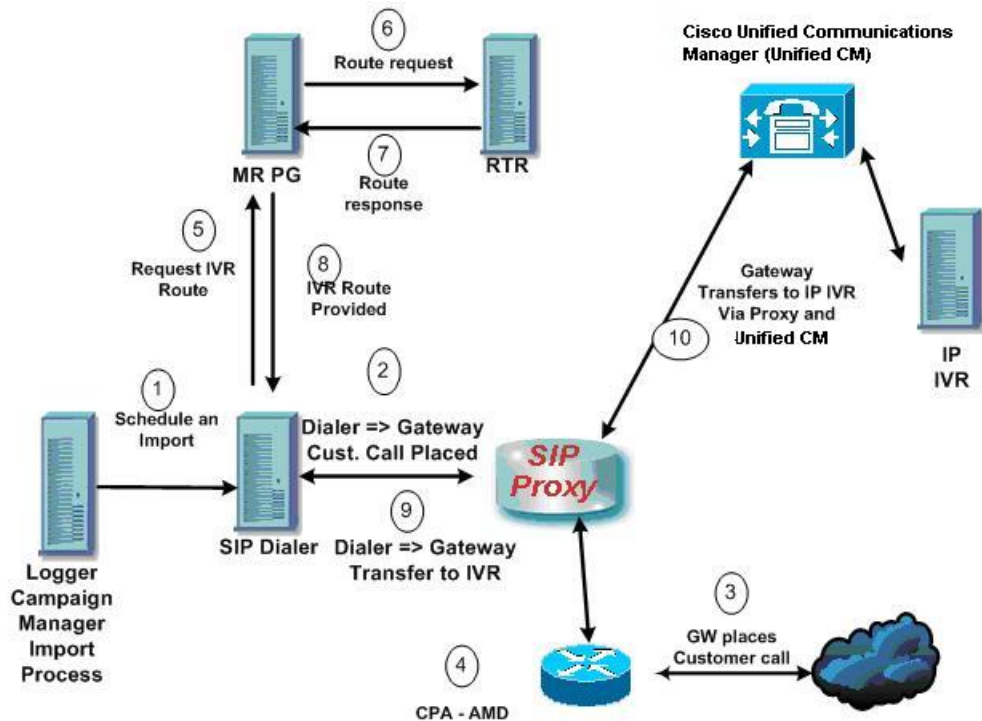 Cisco Unified Communications
Manager (Unified CM)
6
Route request
7
Route
response
MR PG
RTR
5
Request IVR
Route
8
IVR Route
Provided
Gateway
Transfers to IP IVR
Via Proxy and
Unified CM
10
IP
IVR
1
Schedule an
Import
2
Dialer => Gateway
Cust. Call Placed
SIP
Proxy
9
Dialer => Gateway
Transfer to IVR
SIP Dialer
Logger
Campaign
Manager
Import
Process
3
GW places
Customer call
4
CPA - AMD